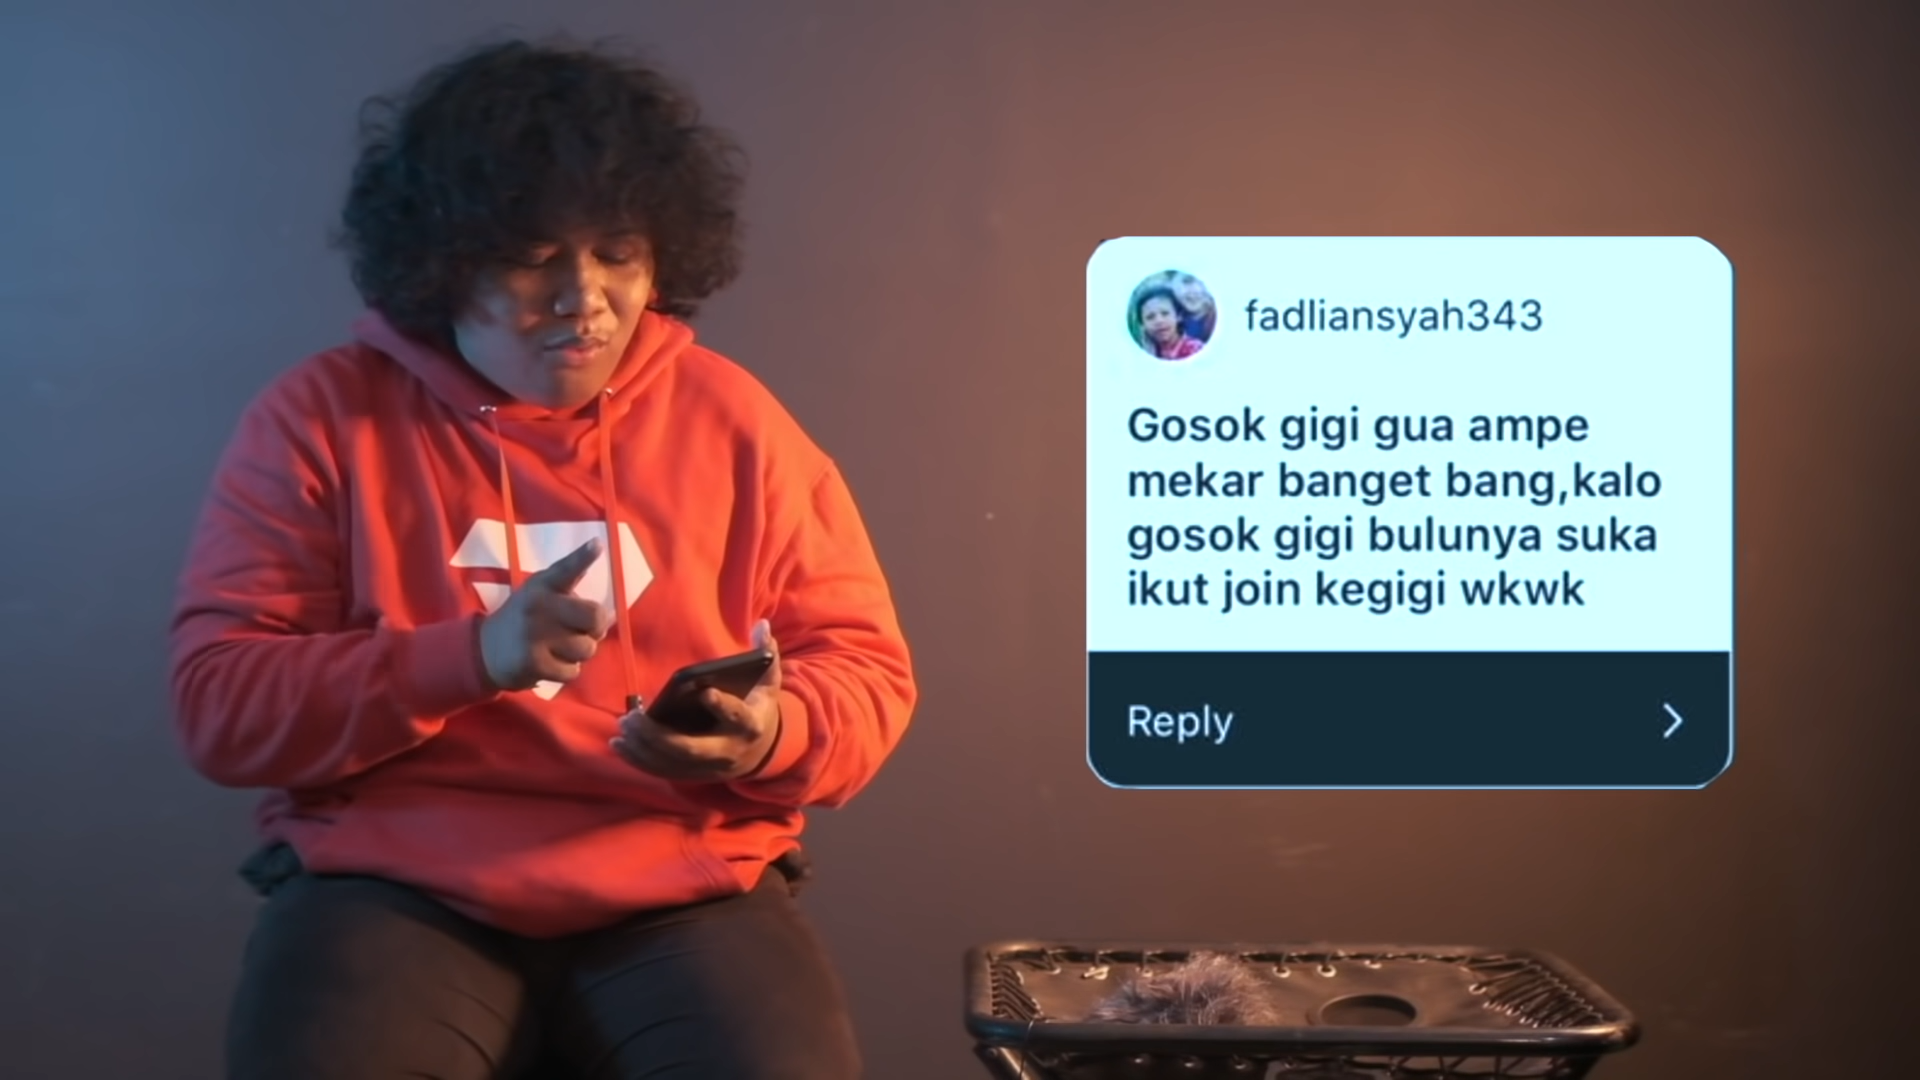 fadliansyah343
Gosok gigi gua ampe
mekar banget bang,kalo
gosok gigi bulunya suka
ikut join kegigi wkwk
Reply